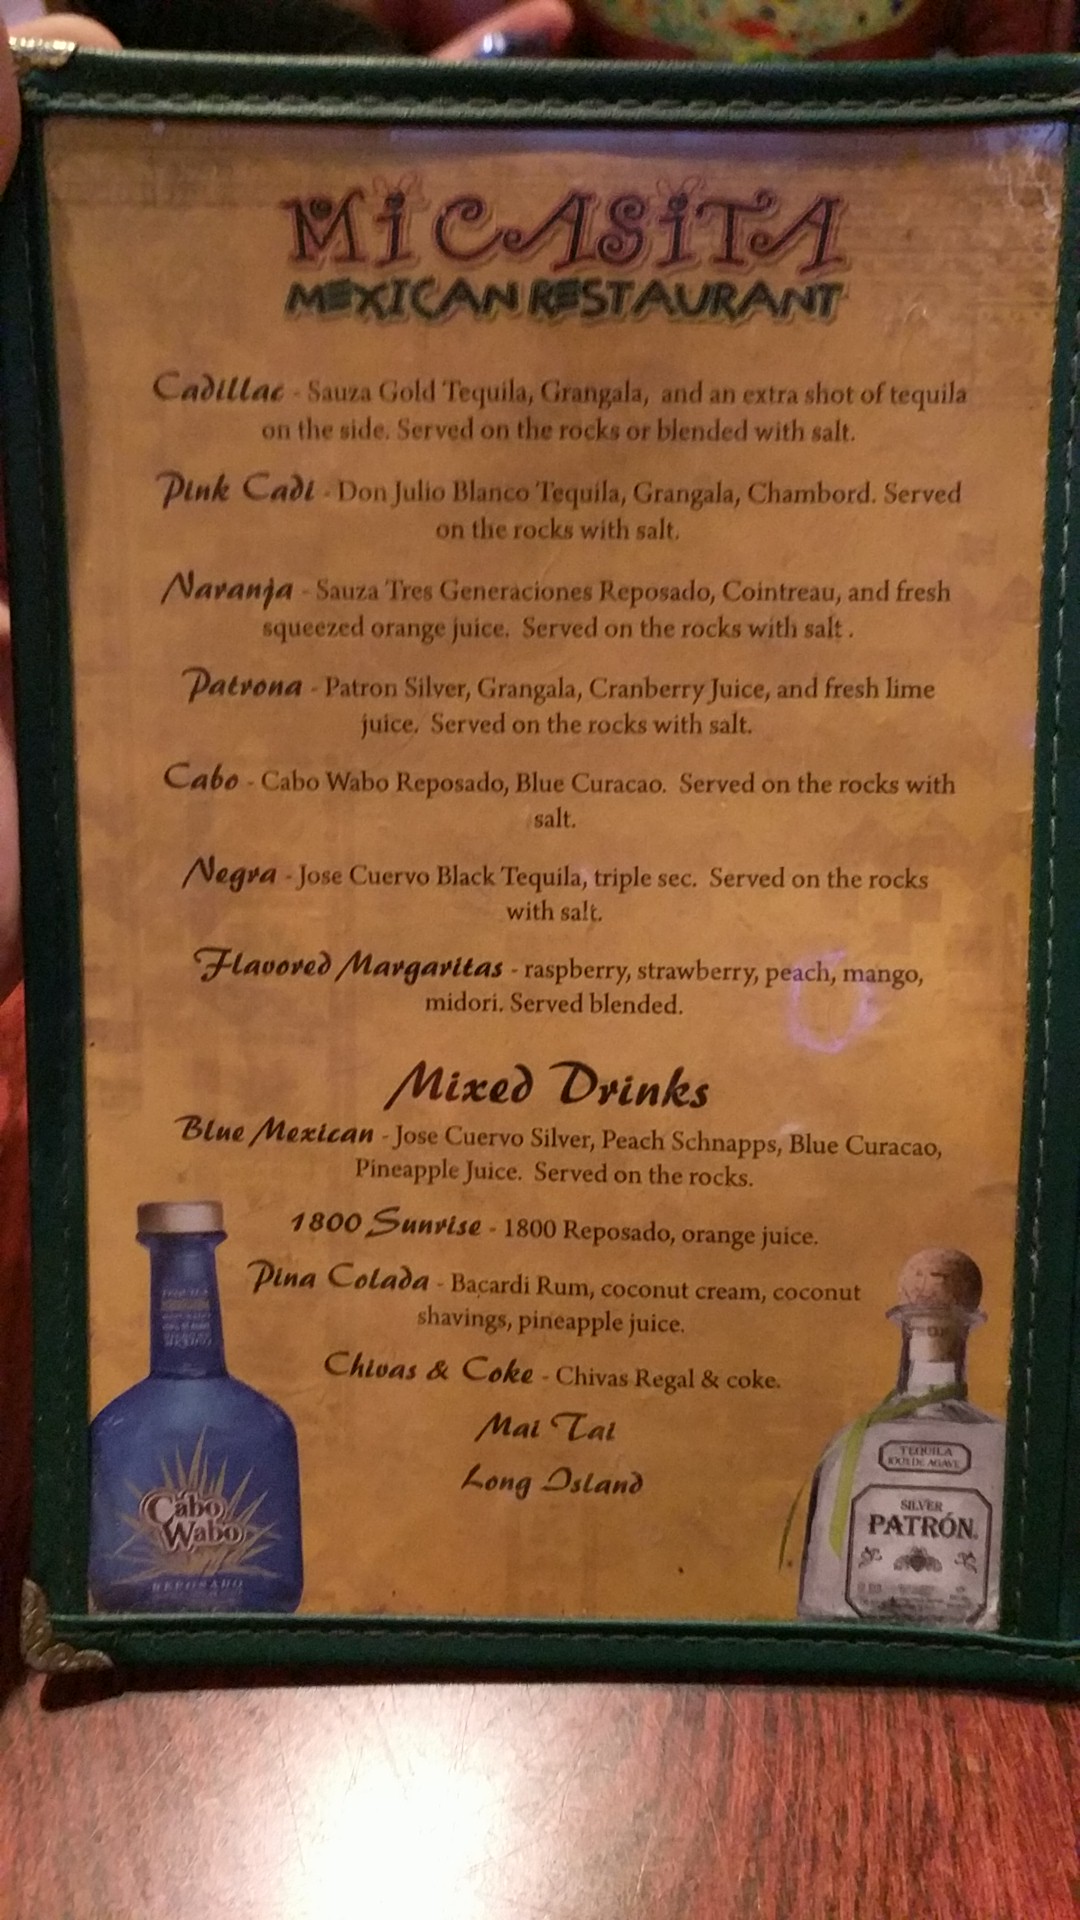 Mi CASiTA
MEXICAN RESTAURANT
Cadillac - Sauza Gold Tequila, Grangala, and an extra shot of tequila
on the side. Served on the rocks or blended with salt.
Pink Cadi - Don Julio Blanco Tequila, Grangala, Chambord. Served
on the rocks with salt.
Naranja - Sauza Tres Generaciones Reposado, Cointreau, and fresh
squeezed orange juice. Served on the rocks with salt .
Patrona - Patron Silver, Grangala, Cranberry Juice, and fresh lime
juice. Served on the rocks with salt.
Cabo - Cabo Wabo Reposado, Blue Curacao. Served on the rocks with
salt.
Negra - Jose Cuervo Black Tequila, triple sec. Served on the rocks
with salt.
Flavored Margaritas - raspberry, strawberry, peach, mango,
midori. Served blended.
Mixed Drinks
Blue Mexican - Jose Cuervo Silver, Peach Schnapps, Blue Curacao,
Pineapple Juice. Served on the rocks.
1800 Sunrise - 1800 Reposado, orange juice.
Pina Colada - Bacardi Rum, coconut cream, coconut
shavings, pineapple juice.
Chivas & Coke - Chivas Regal & coke.
Mai Tai
Long Island
Cabo
Wabo
REPOSADO
TEQUILA
100% DE AGAVE
SILVER
PATRÓN